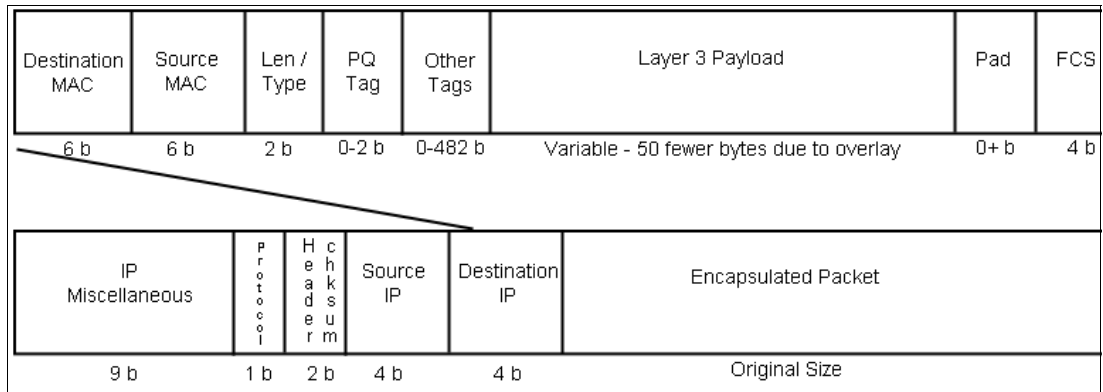 Destination MAC
Source MAC
Len / Type
PQ Tag
Other Tags
Layer 3 Payload
Pad
FCS
6 b
6 b
2 b
0-2 b
0-482 b
Variable - 50 fewer bytes due to overlay
0+ b
4 b
IP Miscellaneous
Protocol
Header chksum
Source IP
Destination IP
Encapsulated Packet
9 b
1 b
2 b
4 b
4 b
Original Size